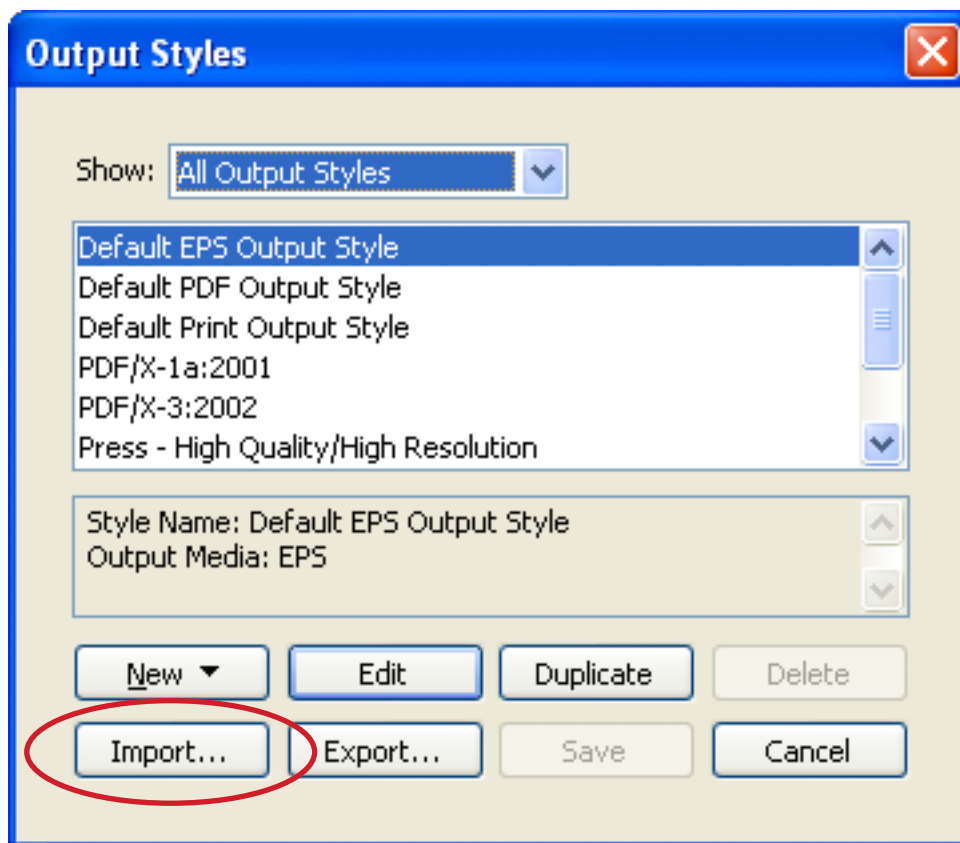 Output Styles
Show: All Output Styles
Default EPS Output Style
Default PDF Output Style
Default Print Output Style
PDF/X-1a:2001
PDF/X-3:2002
Press - High Quality/High Resolution
Style Name: Default EPS Output Style
Output Media: EPS
New Edit Duplicate Delete
Import... Export... Save Cancel